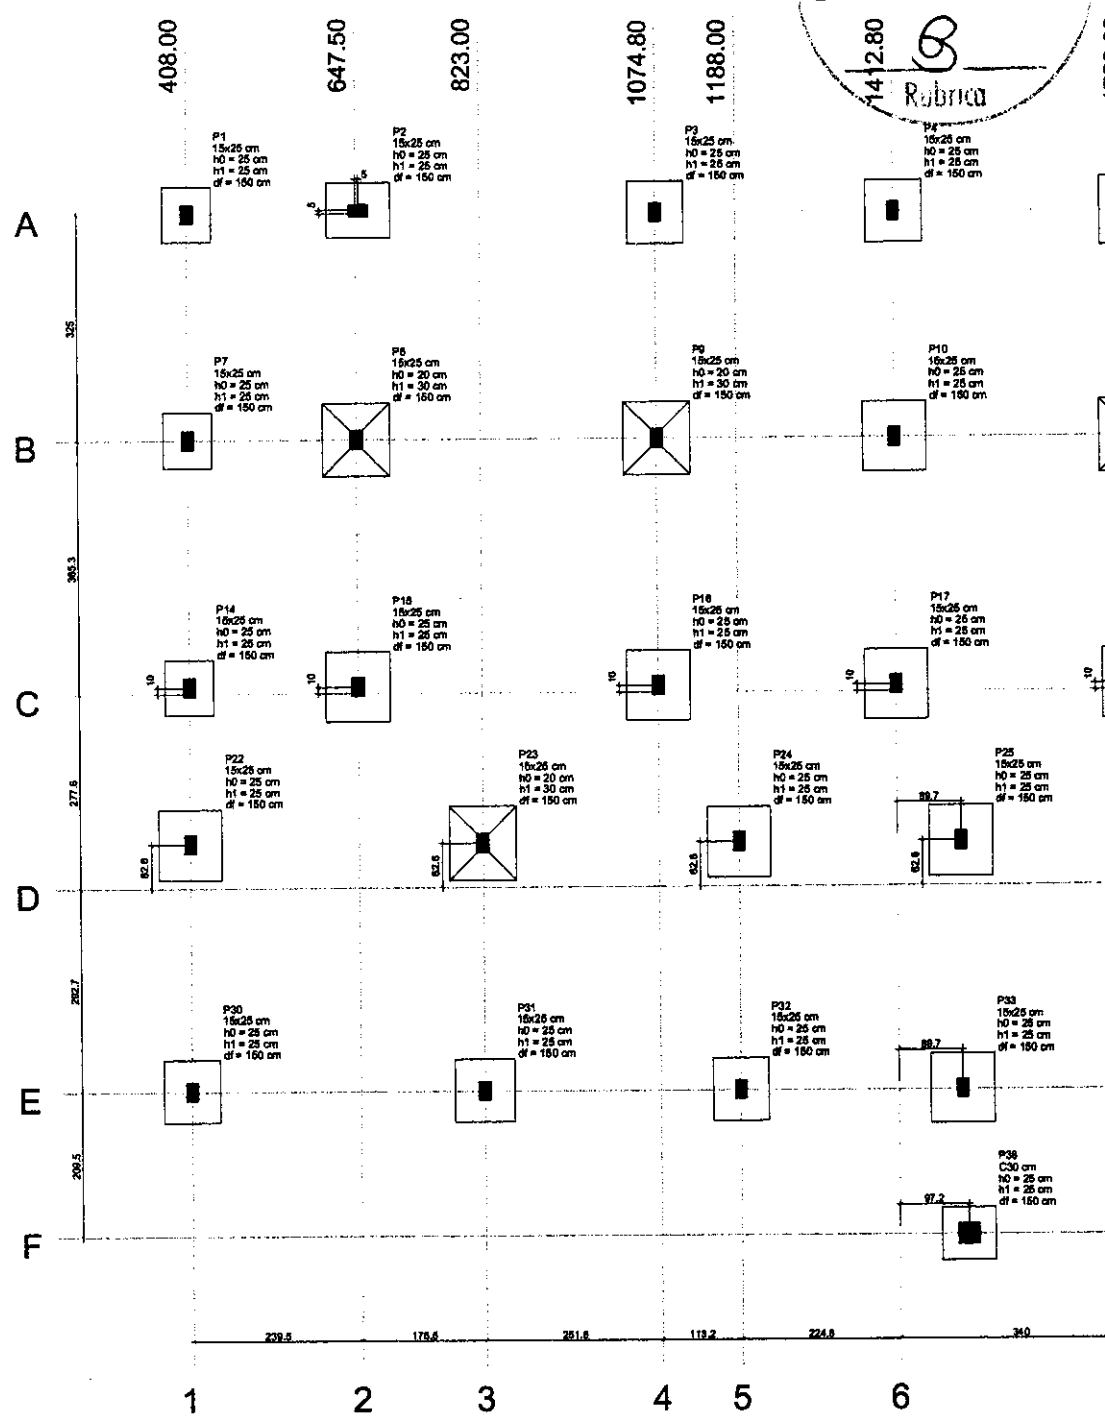 408.00
647.50
823.00
1074.80
1188.00
1412.80
Rubrica
P1
15x25 cm
h0 = 25 cm
h1 = 25 cm
df = 150 cm
P2
15x25 cm
h0 = 25 cm
h1 = 25 cm
df = 150 cm
5
5
P3
15x25 cm
h0 = 25 cm
h1 = 25 cm
df = 150 cm
P4
15x25 cm
h0 = 25 cm
h1 = 25 cm
df = 150 cm
A
325
P7
15x25 cm
h0 = 25 cm
h1 = 25 cm
df = 150 cm
15x25 cm
h0 = 20 cm
h1 = 30 cm
df = 150 cm
P9
15x25 cm
h0 = 20 cm
h1 = 30 cm
df = 150 cm
P10
15x25 cm
h0 = 25 cm
h1 = 25 cm
df = 150 cm
B
365.3
P14
15x25 cm
h0 = 25 cm
h1 = 25 cm
df = 150 cm
10
P15
15x25 cm
h0 = 25 cm
h1 = 25 cm
df = 150 cm
10
P16
15x25 cm
h0 = 25 cm
h1 = 25 cm
df = 150 cm
10
P17
15x25 cm
h0 = 25 cm
h1 = 25 cm
df = 150 cm
10
10
C
277.6
P22
15x25 cm
h0 = 25 cm
h1 = 25 cm
df = 150 cm
62.6
P23
15x25 cm
h0 = 20 cm
h1 = 30 cm
df = 150 cm
62.6
P24
15x25 cm
h0 = 25 cm
h1 = 25 cm
df = 150 cm
62.6
P25
15x25 cm
h0 = 25 cm
h1 = 25 cm
df = 150 cm
89.7
62.6
D
292.7
P30
15x25 cm
h0 = 25 cm
h1 = 25 cm
df = 150 cm
P31
15x25 cm
h0 = 25 cm
h1 = 25 cm
df = 150 cm
P32
15x25 cm
h0 = 25 cm
h1 = 25 cm
df = 150 cm
P33
15x25 cm
h0 = 25 cm
h1 = 25 cm
df = 150 cm
89.7
E
209.5
P38
C30 cm
h0 = 25 cm
h1 = 25 cm
df = 150 cm
97.2
F
239.5
175.5
251.8
113.2
224.8
340
1
2
3
4
5
6